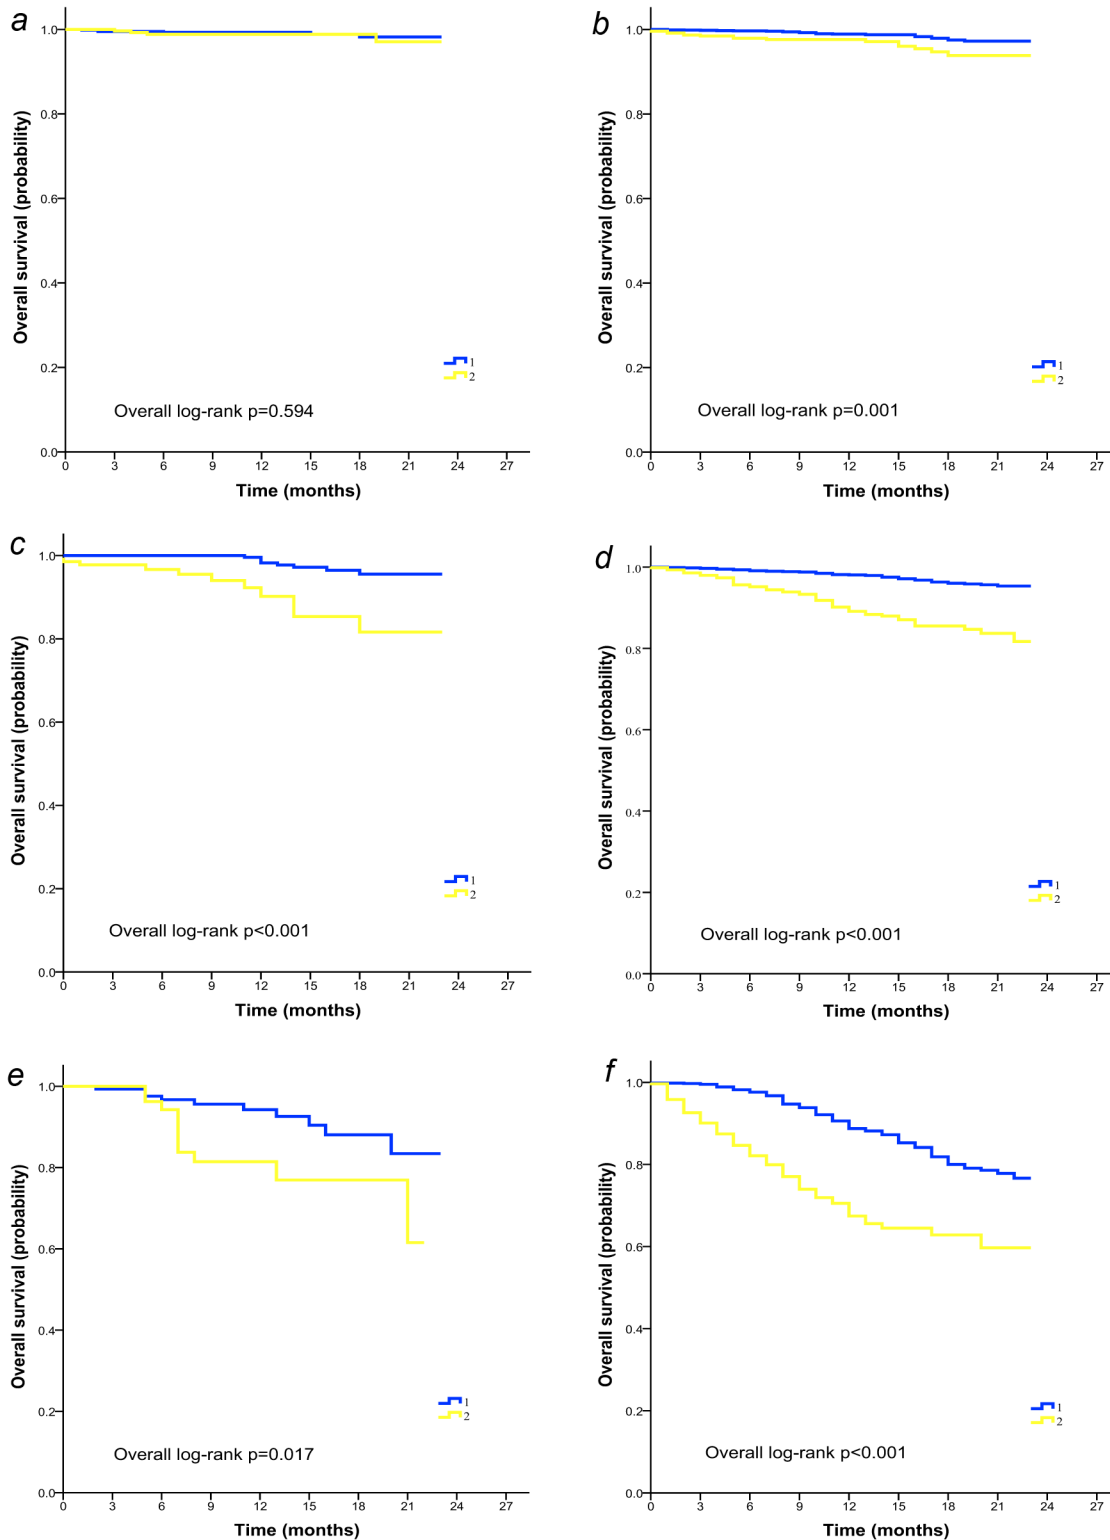 a
1.0
0.8
0.6
0.4
0.2
0.0
Overall survival (probability)
1
2
Overall log-rank p=0.594
0 3 6 9 12 15 18 21 24 27
Time (months)
b
1.0
0.8
0.6
0.4
0.2
0.0
Overall survival (probability)
1
2
Overall log-rank p=0.001
0 3 6 9 12 15 18 21 24 27
Time (months)
c
1.0
0.8
0.6
0.4
0.2
0.0
Overall survival (probability)
1
2
Overall log-rank p<0.001
0 3 6 9 12 15 18 21 24 27
Time (months)
d
1.0
0.8
0.6
0.4
0.2
0.0
Overall survival (probability)
1
2
Overall log-rank p<0.001
0 3 6 9 12 15 18 21 24 27
Time (months)
e
1.0
0.8
0.6
0.4
0.2
0.0
Overall survival (probability)
1
2
Overall log-rank p=0.017
0 3 6 9 12 15 18 21 24 27
Time (months)
f
1.0
0.8
0.6
0.4
0.2
0.0
Overall survival (probability)
1
2
Overall log-rank p<0.001
0 3 6 9 12 15 18 21 24 27
Time (months)